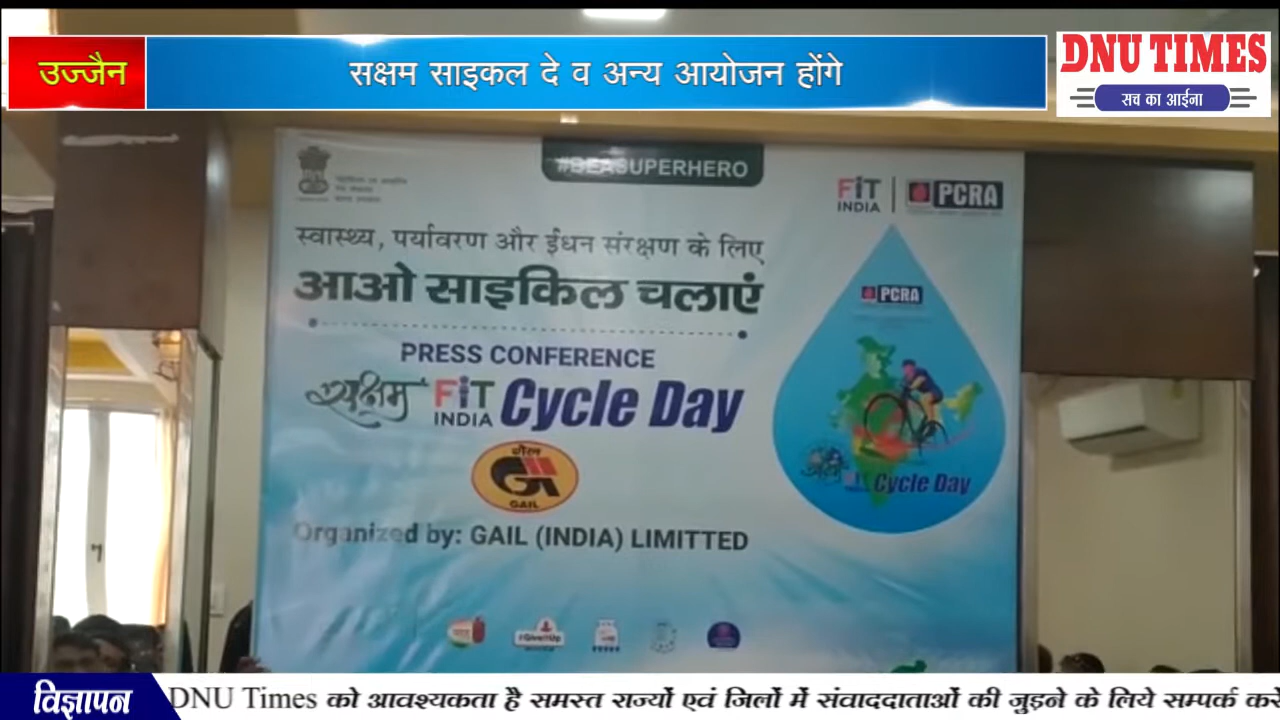 उज्जैन
सक्षम साइकल दे व अन्य आयोजन होंगे
DNU TIMES
सच का आईना
#BEASUPERHERO
FIT
INDIA
PCRA
स्वास्थ्य, पर्यावरण और ईंधन संरक्षण के लिए
आओ साइकिल चलाएं
PCRA
PRESS CONFERENCE
सक्षम FIT INDIA Cycle Day
गेल
GAIL
Cycle Day
Organized by: GAIL (INDIA) LIMITTED
#GiveItUp
विज्ञापन
DNU Times को आवश्यकता है समस्त राज्यों एवं जिलों में संवाददाताओं की जुड़ने के लिये सम्पर्क करे